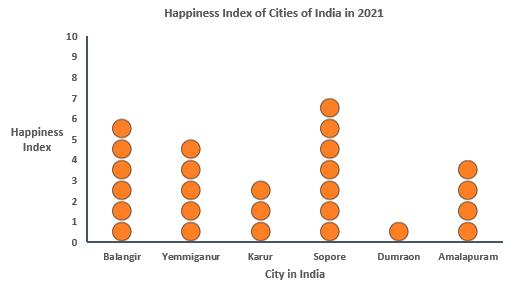 Happiness Index of Cities of India in 2021
10
9
8
7
6
5
4
3
2
1
0
Happiness
Index
Balangir Yemmiganur Karur Sopore Dumraon Amalapuram
City in India